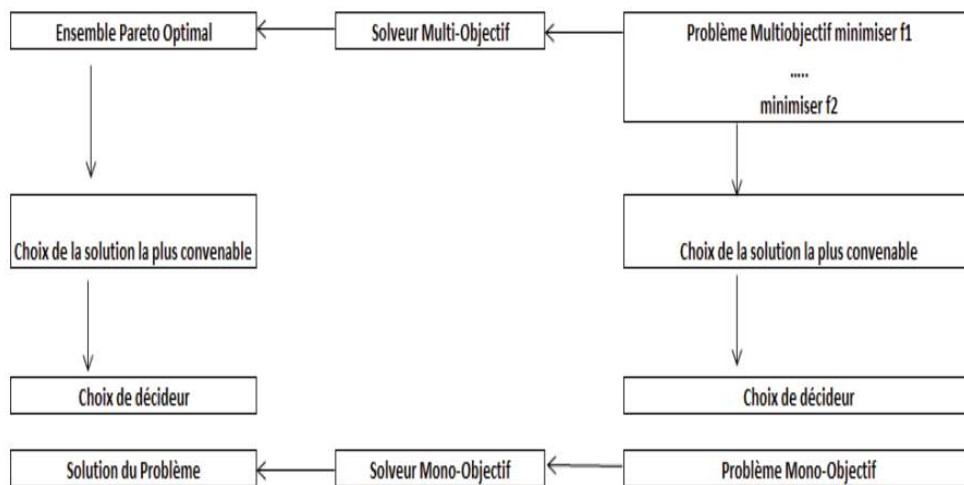 Ensemble Pareto Optimal
Solveur Multi-Objectif
Problème Multiobjectif minimiser f1
.....
minimiser f2
Choix de la solution la plus convenable
Choix de la solution la plus convenable
Choix de décideur
Choix de décideur
Solution du Problème
Solveur Mono-Objectif
Problème Mono-Objectif